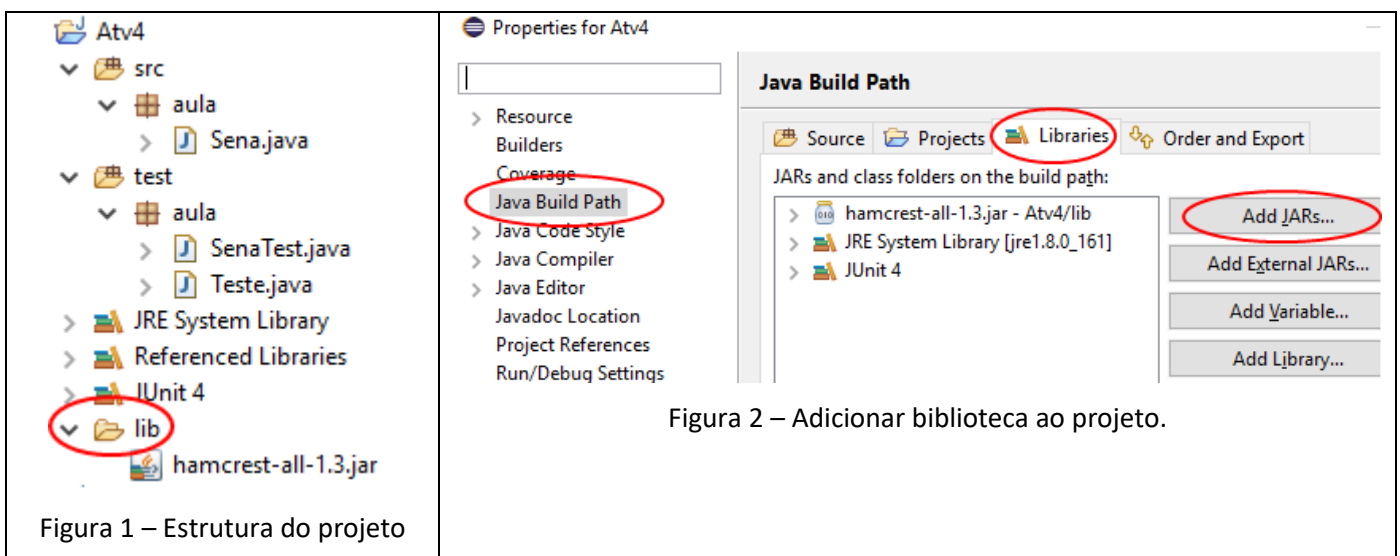 Atv4
src
aula
Sena.java
test
aula
SenaTest.java
Teste.java
JRE System Library
Referenced Libraries
JUnit 4
lib
hamcrest-all-1.3.jar
Figura 1 – Estrutura do projeto
Properties for Atv4
Resource
Builders
Coverage
Java Build Path
Java Code Style
Java Compiler
Java Editor
Javadoc Location
Project References
Run/Debug Settings
Java Build Path
Source Projects Libraries Order and Export
JARs and class folders on the build path:
hamcrest-all-1.3.jar - Atv4/lib
JRE System Library [jre1.8.0_161]
JUnit 4
Add JARs...
Add External JARs...
Add Variable...
Add Library...
Figura 2 – Adicionar biblioteca ao projeto.